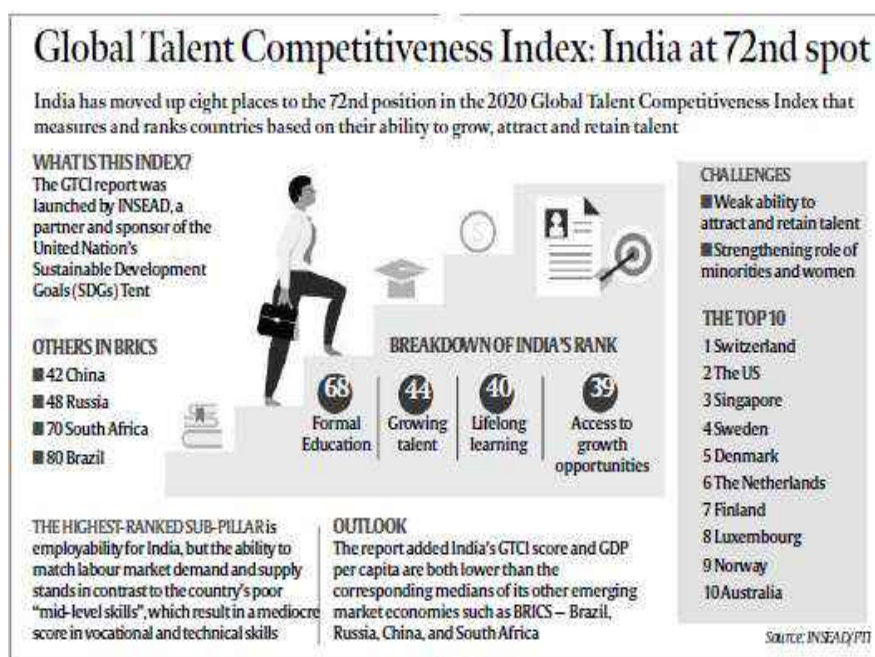 Global Talent Competitiveness Index: India at 72nd spot
India has moved up eight places to the 72nd position in the 2020 Global Talent Competitiveness Index that
measures and ranks countries based on their ability to grow, attract and retain talent
WHAT IS THIS INDEX?
The GTCI report was
launched by INSEAD, a
partner and sponsor of the
United Nation's
Sustainable Development
Goals (SDGs) Tent
OTHERS IN BRICS
42 China
48 Russia
70 South Africa
80 Brazil
$
BREAKDOWN OF INDIA'S RANK
68
Formal
Education
44
Growing
talent
40
Lifelong
learning
39
Access to
growth
opportunities
CHALLENGES
Weak ability to
attract and retain talent
Strengthening role of
minorities and women
THE TOP 10
1 Switzerland
2 The US
3 Singapore
4 Sweden
5 Denmark
6 The Netherlands
7 Finland
8 Luxembourg
9 Norway
10 Australia
THE HIGHEST-RANKED SUB-PILLAR is
employability for India, but the ability to
match labour market demand and supply
stands in contrast to the country's poor
"mid-level skills", which result in a mediocre
score in vocational and technical skills
OUTLOOK
The report added India's GTCI score and GDP
per capita are both lower than the
corresponding medians of its other emerging
market economies such as BRICS — Brazil,
Russia, China, and South Africa
Source: INSEAD/PTI